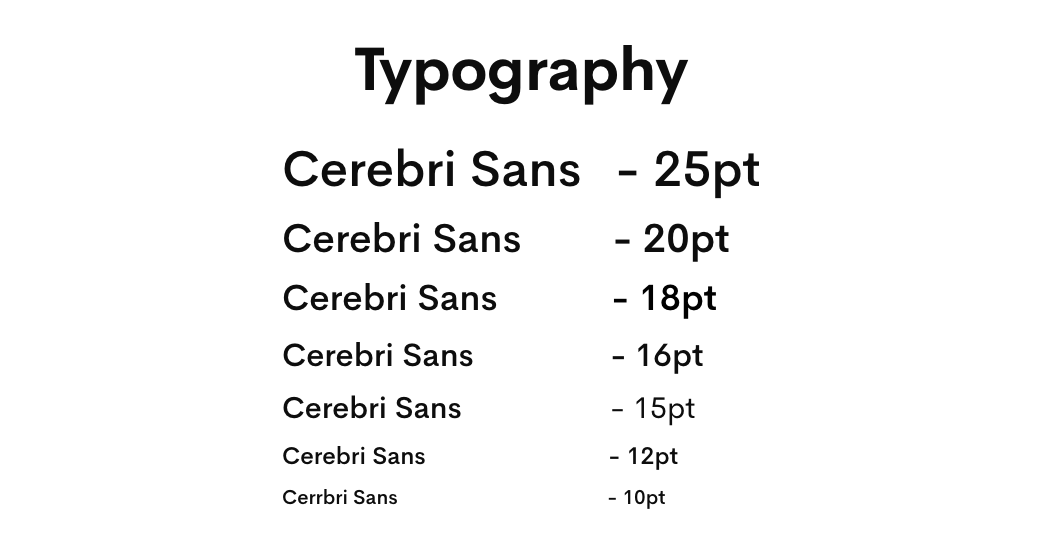 Typography
Cerebri Sans - 25pt
Cerebri Sans - 20pt
Cerebri Sans - 18pt
Cerebri Sans - 16pt
Cerebri Sans - 15pt
Cerebri Sans - 12pt
Cerrbri Sans - 10pt